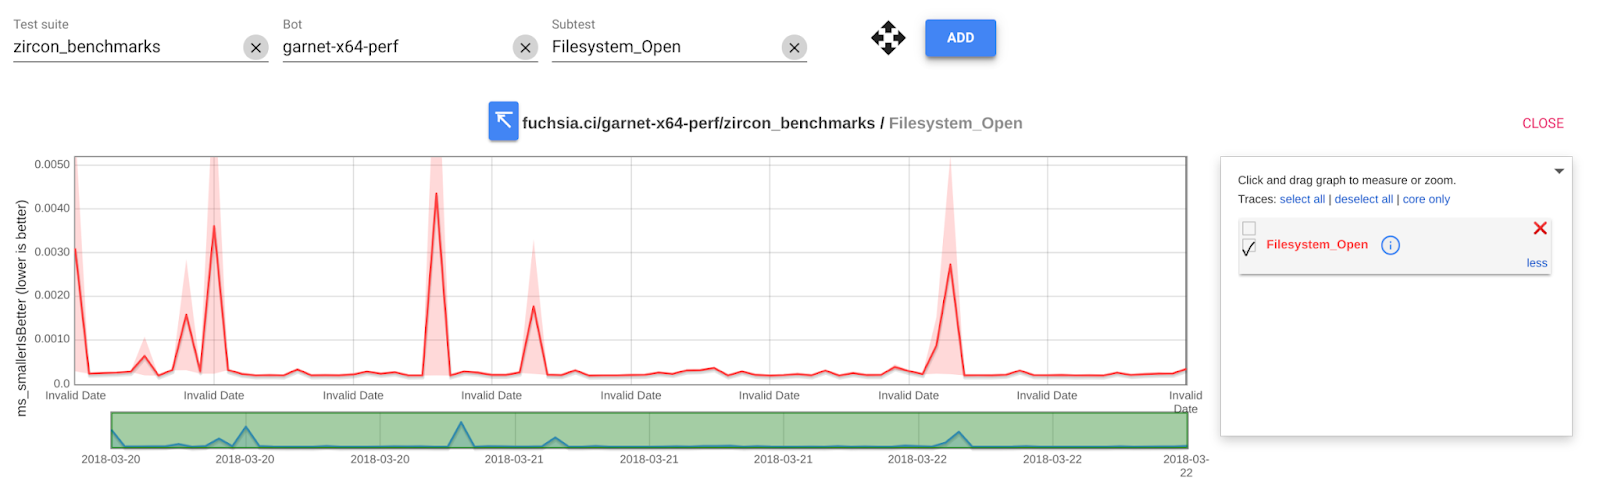 Test suite Bot Subtest
zircon_benchmarks garnet-x64-perf Filesystem_Open ADD
fuchsia.ci/garnet-x64-perf/zircon_benchmarks / Filesystem_Open CLOSE
ms_smallerIsBetter (lower is better)
0.0050
0.0040
0.0030
0.0020
0.0010
0.0
Invalid Date Invalid Date Invalid Date Invalid Date Invalid Date Invalid Date Invalid Date Invalid Date Invalid
Date
2018-03-20 2018-03-20 2018-03-20 2018-03-21 2018-03-21 2018-03-21 2018-03-22 2018-03-22 2018-03-
22
Click and drag graph to measure or zoom.
Traces: select all | deselect all | core only
Filesystem_Open
less